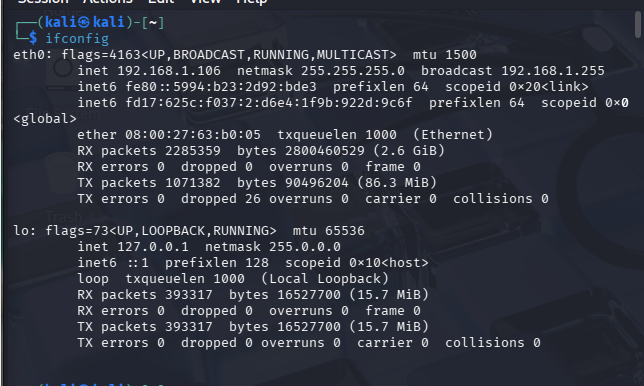 Session Actions Edit View Help
┌──(kali㉿kali)-[~]
└─$ ifconfig
eth0: flags=4163<UP,BROADCAST,RUNNING,MULTICAST>  mtu 1500
        inet 192.168.1.106  netmask 255.255.255.0  broadcast 192.168.1.255
        inet6 fe80::5994:b23:2d92:bde3  prefixlen 64  scopeid 0x20<link>
        inet6 fd17:625c:f037:2:d6e4:1f9b:922d:9c6f  prefixlen 64  scopeid 0x0
<global>
        ether 08:00:27:63:b0:05  txqueuelen 1000  (Ethernet)
        RX packets 2285359  bytes 2800460529 (2.6 GiB)
        RX errors 0  dropped 0  overruns 0  frame 0
        TX packets 1071382  bytes 90496204 (86.3 MiB)
        TX errors 0  dropped 26 overruns 0  carrier 0  collisions 0
Trash
lo: flags=73<UP,LOOPBACK,RUNNING>  mtu 65536
        inet 127.0.0.1  netmask 255.0.0.0
        inet6 ::1  prefixlen 128  scopeid 0x10<host>
        loop  txqueuelen 1000  (Local Loopback)
        RX packets 393317  bytes 16527700 (15.7 MiB)
        RX errors 0  dropped 0  overruns 0  frame 0
        TX packets 393317  bytes 16527700 (15.7 MiB)
        TX errors 0  dropped 0 overruns 0  carrier 0  collisions 0